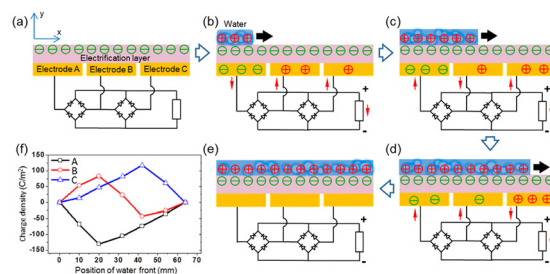 (a)
y
x
Electrification layer
Electrode A Electrode B Electrode C
(b)
Water
+
-
(c)
+
-
(f)
Charge density (C/m²)
150
100
50
0
-50
-100
-150
A
B
C
0 10 20 30 40 50 60 70
Position of water front (mm)
(e)
+
-
(d)
+
-